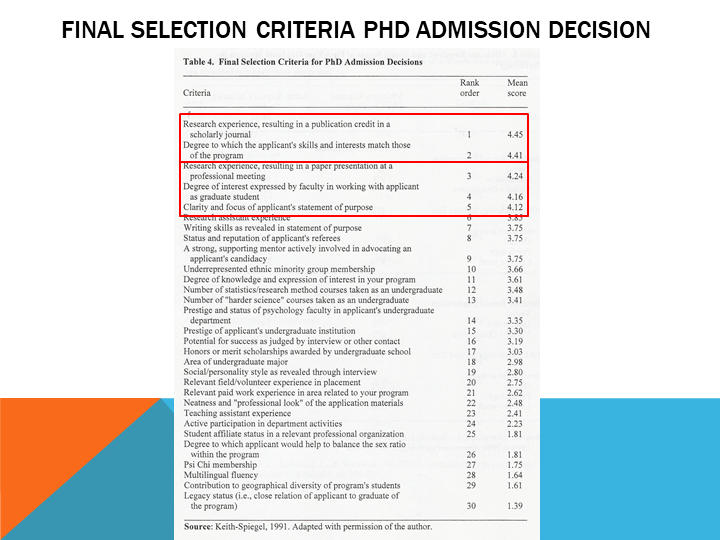 FINAL SELECTION CRITERIA PHD ADMISSION DECISION
Table 4. Final Selection Criteria for PhD Admission Decisions
Rank Mean
Criteria order score
Research experience, resulting in a publication credit in a
scholarly journal 1 4.45
Degree to which the applicant's skills and interests match those
of the program 2 4.41
Research experience, resulting in a paper presentation at a
professional meeting 3 4.24
Degree of interest expressed by faculty in working with applicant
as graduate student 4 4.16
Clarity and focus of applicant's statement of purpose 5 4.12
Research assistant experience 6 3.85
Writing skills as revealed in statement of purpose 7 3.75
Status and reputation of applicant's referees 8 3.75
A strong, supporting mentor actively involved in advocating an
applicant's candidacy 9 3.75
Underrepresented ethnic minority group membership 10 3.66
Degree of knowledge and expression of interest in your program 11 3.61
Number of statistics/research method courses taken as an undergraduate 12 3.48
Number of "harder science" courses taken as an undergraduate 13 3.41
Prestige and status of psychology faculty in applicant's undergraduate
department 14 3.35
Prestige of applicant's undergraduate institution 15 3.30
Potential for success as judged by interview or other contact 16 3.19
Honors or merit scholarships awarded by undergraduate school 17 3.03
Area of undergraduate major 18 2.98
Social/personality style as revealed through interview 19 2.80
Relevant field/volunteer experience in placement 20 2.75
Relevant paid work experience in area related to your program 21 2.62
Neatness and "professional look" of the application materials 22 2.48
Teaching assistant experience 23 2.41
Active participation in department activities 24 2.23
Student affiliate status in a relevant professional organization 25 1.81
Degree to which applicant would help to balance the sex ratio
within the program 26 1.81
Psi Chi membership 27 1.75
Multilingual fluency 28 1.64
Contribution to geographical diversity of program's students 29 1.61
Legacy status (i.e., close relation of applicant to graduate of
the program) 30 1.39
Source: Keith-Spiegel, 1991. Adapted with permission of the author.